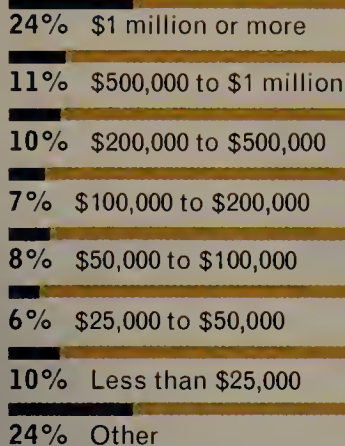 24% $1 million or more
11% $500,000 to $1 million
10% $200,000 to $500,000
7% $100,000 to $200,000
8% $50,000 to $100,000
6% $25,000 to $50,000
10% Less than $25,000
24% Other